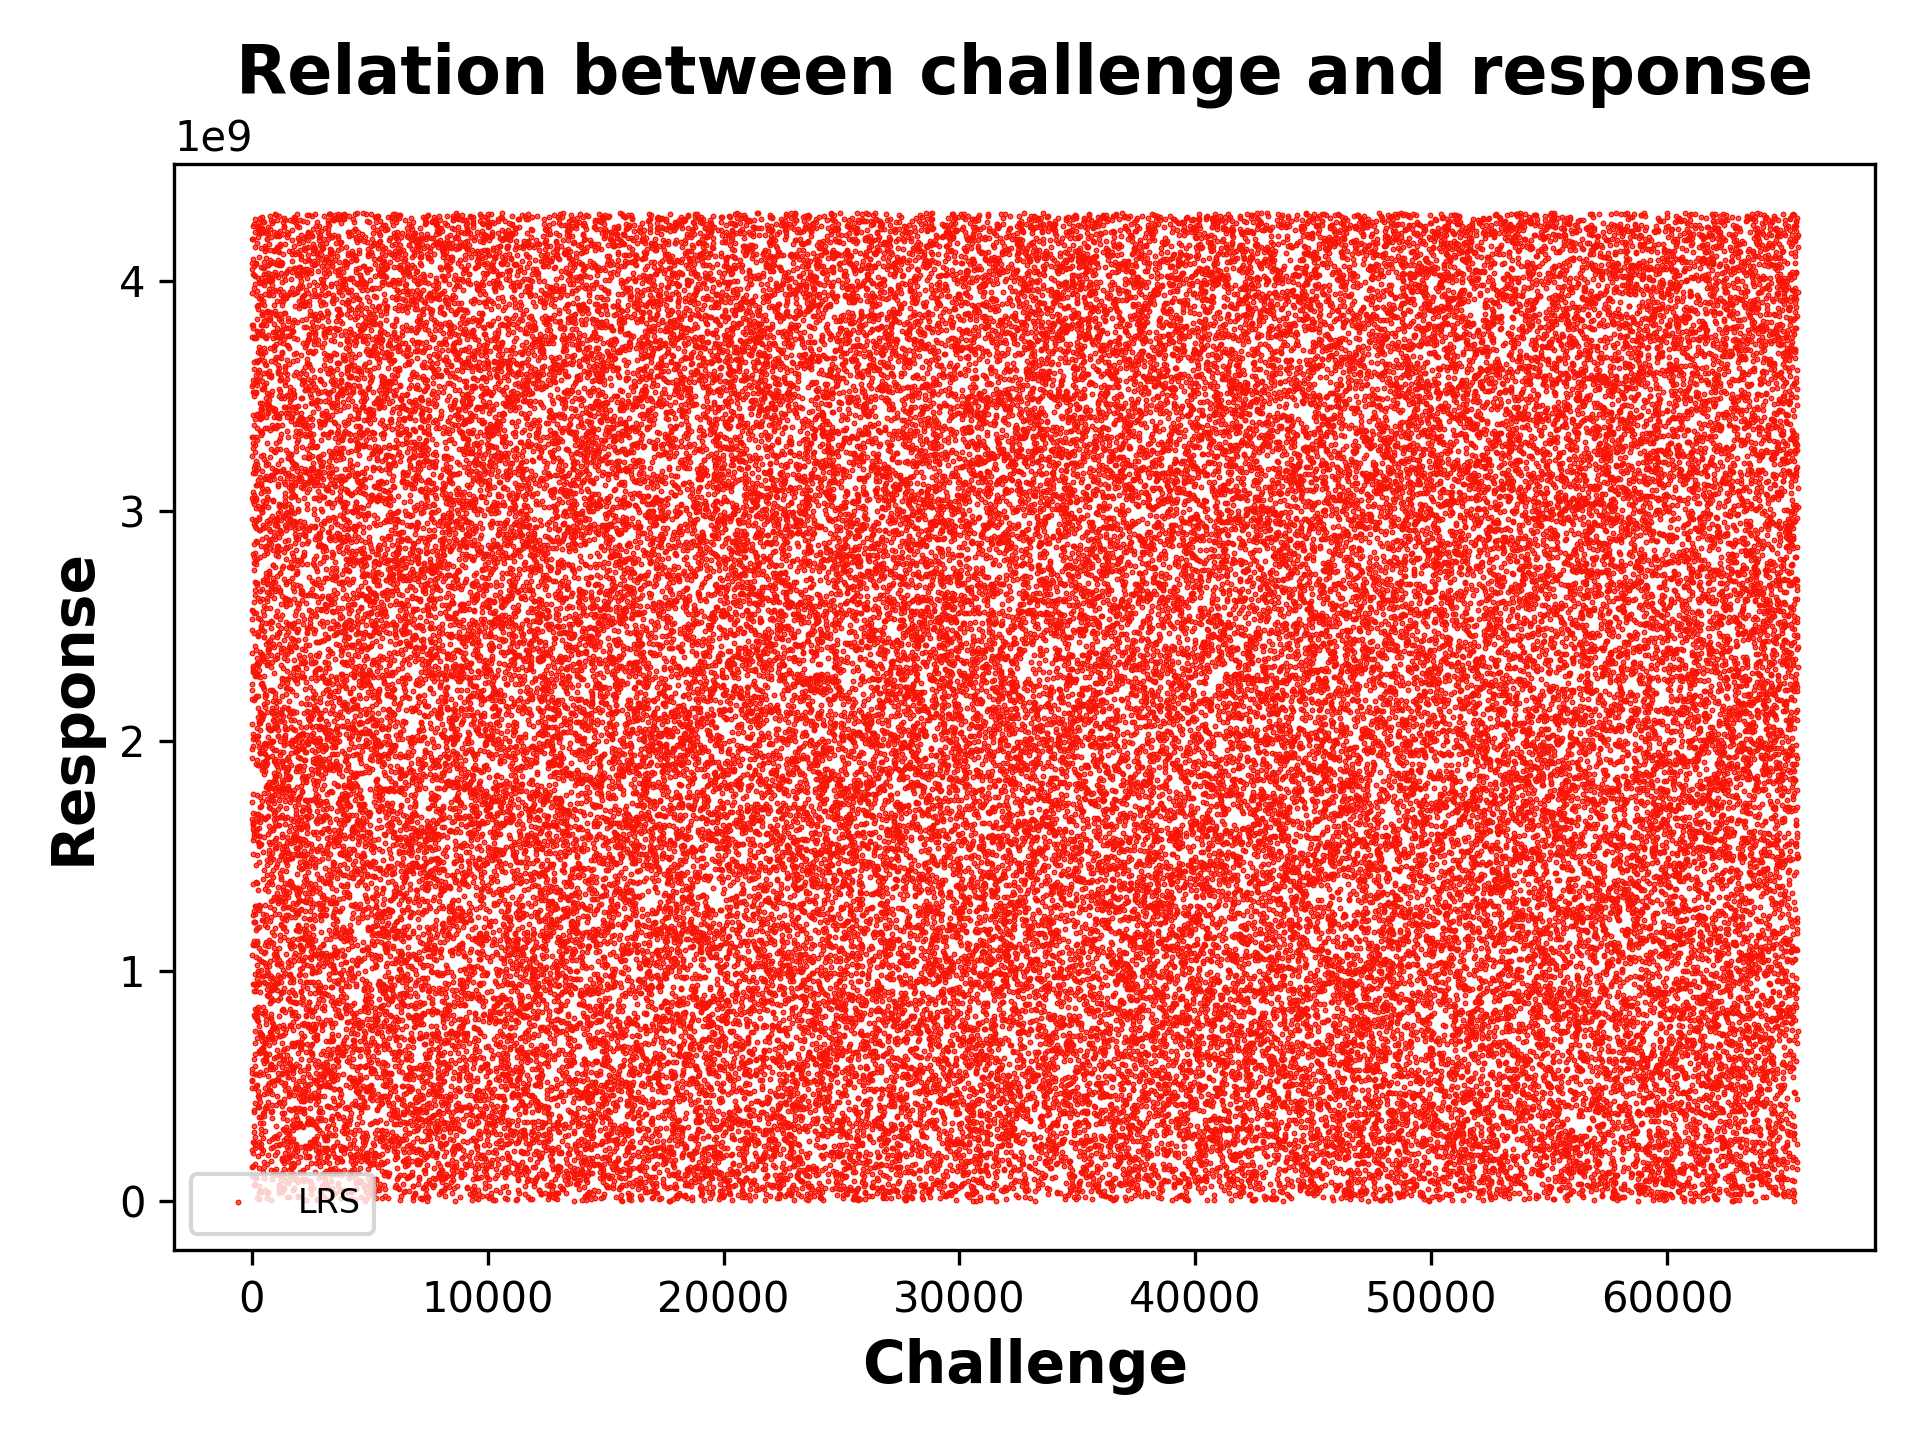 Relation between challenge and response
1e9
4
3
2
1
0
Response
LRS
0 10000 20000 30000 40000 50000 60000
Challenge